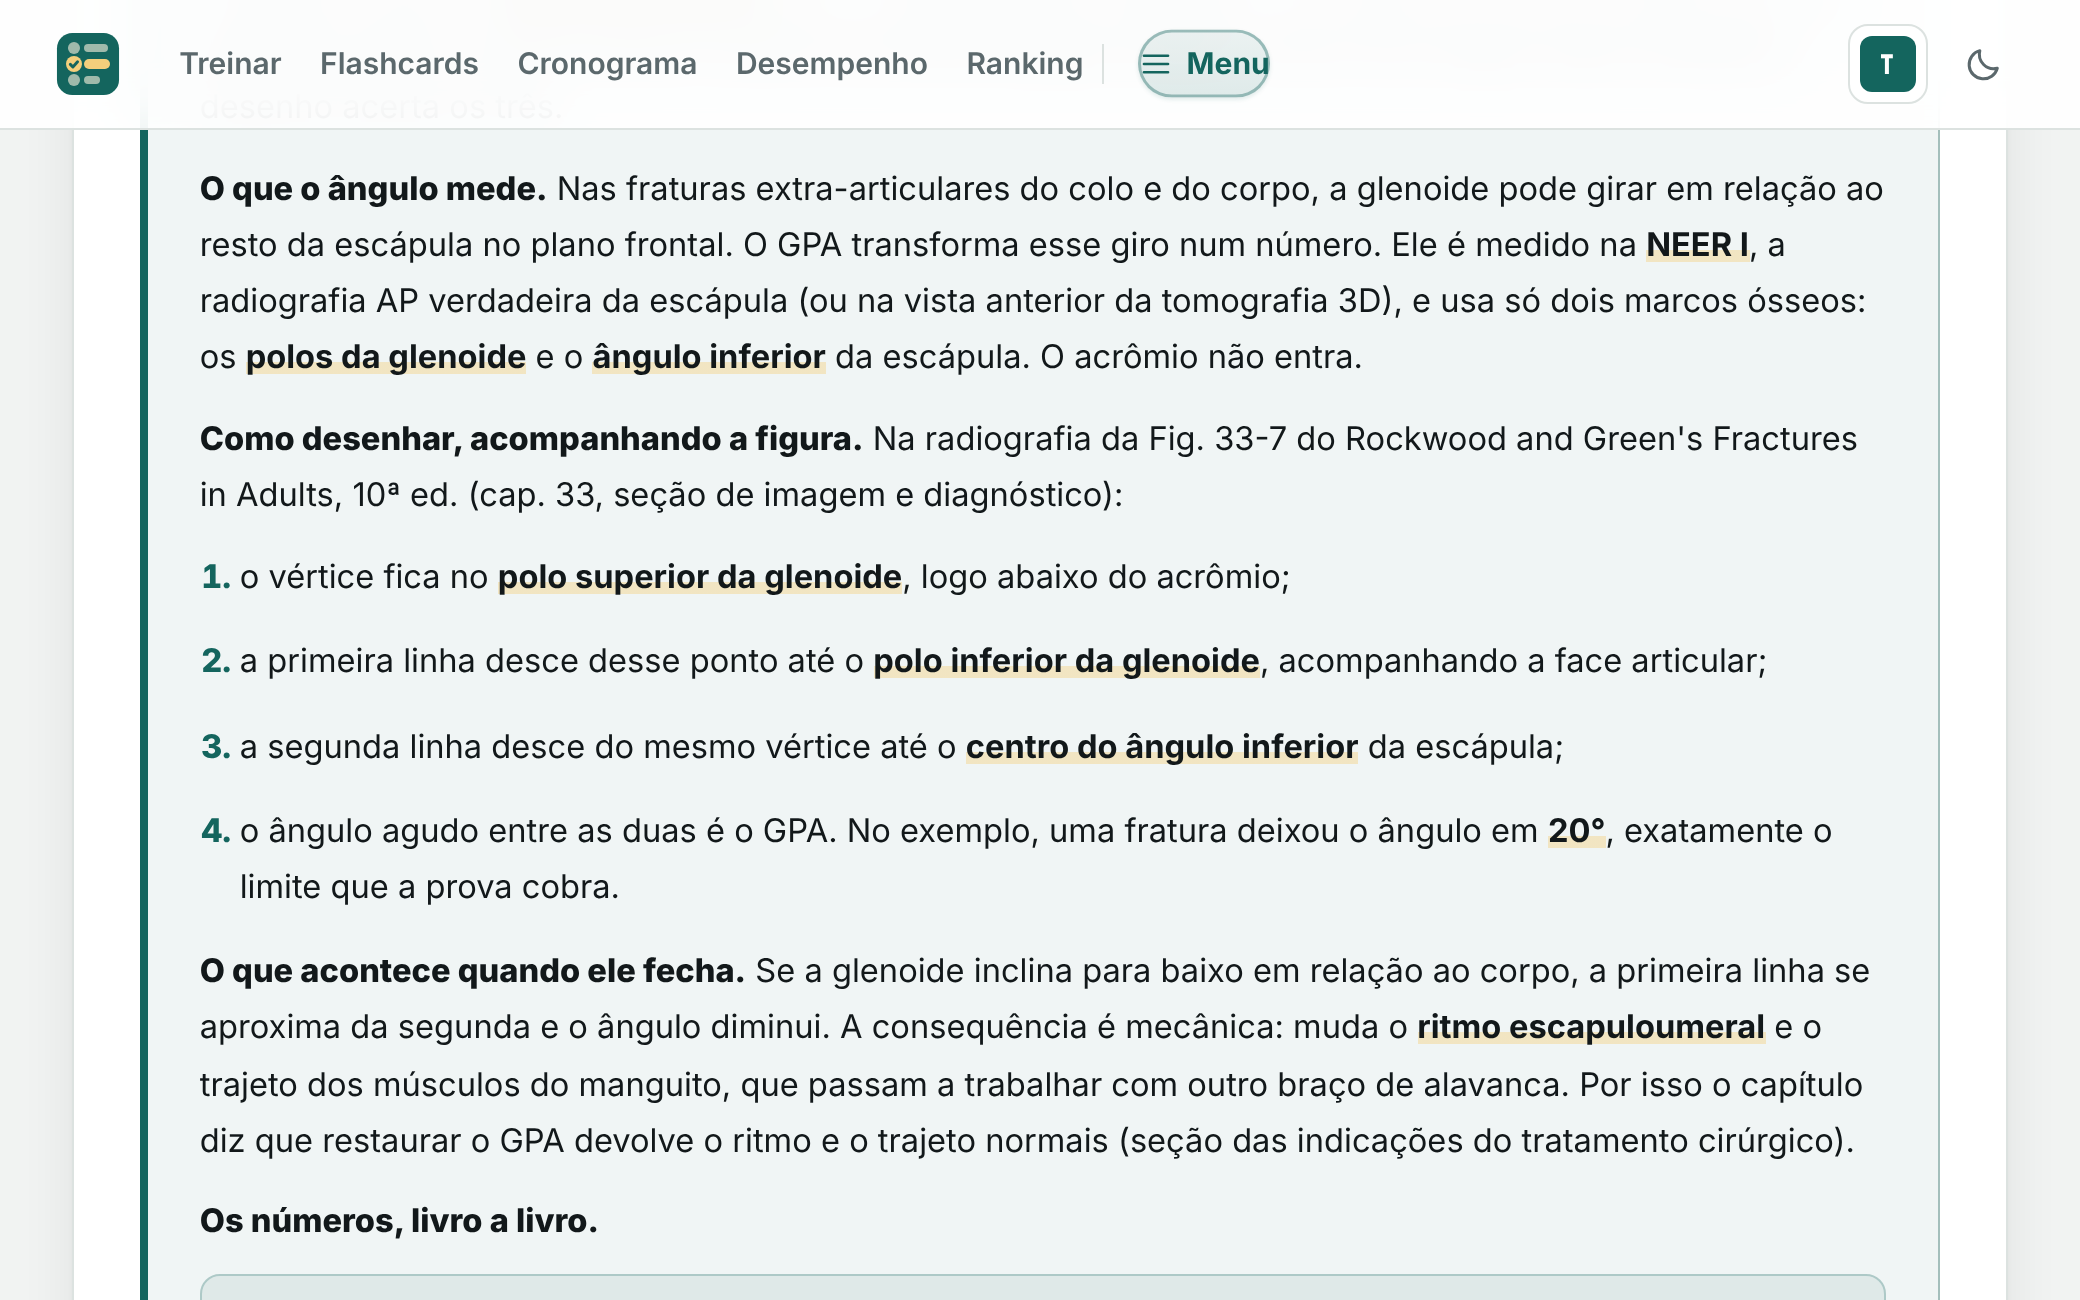 Treinar Flashcards Cronograma Desempenho Ranking Menu T
desenho acerta os três.
O que o ângulo mede. Nas fraturas extra-articulares do colo e do corpo, a glenoide pode girar em relação ao
resto da escápula no plano frontal. O GPA transforma esse giro num número. Ele é medido na NEER I, a
radiografia AP verdadeira da escápula (ou na vista anterior da tomografia 3D), e usa só dois marcos ósseos:
os polos da glenoide e o ângulo inferior da escápula. O acrômio não entra.
Como desenhar, acompanhando a figura. Na radiografia da Fig. 33-7 do Rockwood and Green's Fractures
in Adults, 10ª ed. (cap. 33, seção de imagem e diagnóstico):
1. o vértice fica no polo superior da glenoide, logo abaixo do acrômio;
2. a primeira linha desce desse ponto até o polo inferior da glenoide, acompanhando a face articular;
3. a segunda linha desce do mesmo vértice até o centro do ângulo inferior da escápula;
4. o ângulo agudo entre as duas é o GPA. No exemplo, uma fratura deixou o ângulo em 20°, exatamente o
limite que a prova cobra.
O que acontece quando ele fecha. Se a glenoide inclina para baixo em relação ao corpo, a primeira linha se
aproxima da segunda e o ângulo diminui. A consequência é mecânica: muda o ritmo escapuloumeral e o
trajeto dos músculos do manguito, que passam a trabalhar com outro braço de alavanca. Por isso o capítulo
diz que restaurar o GPA devolve o ritmo e o trajeto normais (seção das indicações do tratamento cirúrgico).
Os números, livro a livro.